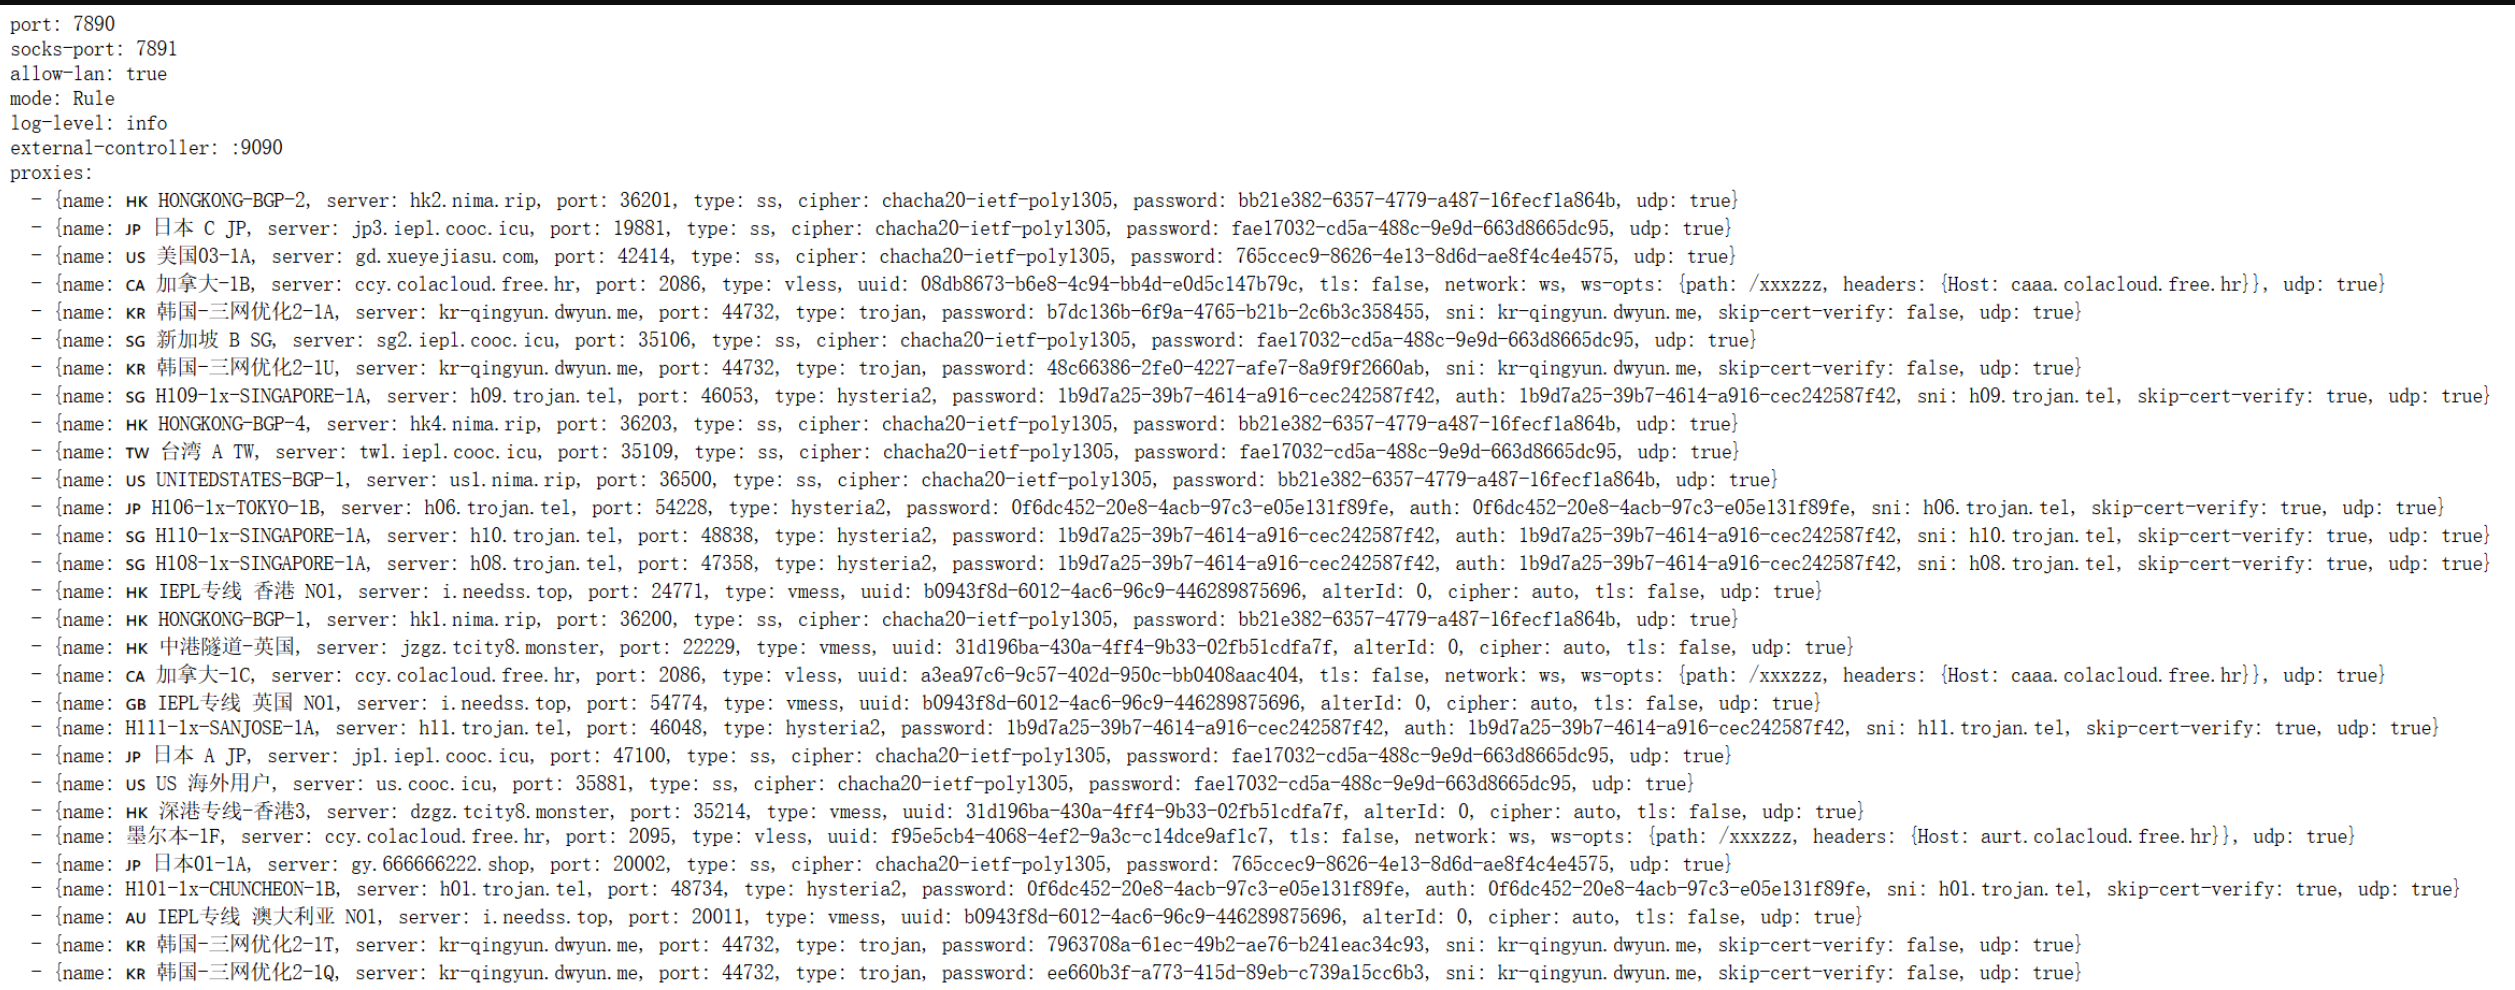 port: 7890
socks-port: 7891
allow-lan: true
mode: Rule
log-level: info
external-controller: :9090
proxies:
- {name: HK HONGKONG-BGP-2, server: hk2.nima.rip, port: 36201, type: ss, cipher: chacha20-ietf-poly1305, password: bb21e382-6357-4779-a487-16fecf1a864b, udp: true}
- {name: JP 日本 C JP, server: jp3.iepl.cooc.icu, port: 19881, type: ss, cipher: chacha20-ietf-poly1305, password: fae17032-cd5a-488c-9e9d-663d8665dc95, udp: true}
- {name: US 美国03-1A, server: gd.xueyejiasu.com, port: 42414, type: ss, cipher: chacha20-ietf-poly1305, password: 765ccec9-8626-4e13-8d6d-ae8f4c4e4575, udp: true}
- {name: CA 加拿大-1B, server: ccy.colacloud.free.hr, port: 2086, type: vless, uuid: 08db8673-b6e8-4c94-bb4d-e0d5c147b79c, tls: false, network: ws, ws-opts: {path: /xxxzzz, headers: {Host: caaa.colacloud.free.hr}}, udp: true}
- {name: KR 韩国-三网优化2-1A, server: kr-qingyun.dwyun.me, port: 44732, type: trojan, password: b7dc136b-6f9a-4765-b21b-2c6b3c358455, sni: kr-qingyun.dwyun.me, skip-cert-verify: false, udp: true}
- {name: SG 新加坡 B SG, server: sg2.iepl.cooc.icu, port: 35106, type: ss, cipher: chacha20-ietf-poly1305, password: fae17032-cd5a-488c-9e9d-663d8665dc95, udp: true}
- {name: KR 韩国-三网优化2-1U, server: kr-qingyun.dwyun.me, port: 44732, type: trojan, password: 48c66386-2fe0-4227-afe7-8a9f9f2660ab, sni: kr-qingyun.dwyun.me, skip-cert-verify: false, udp: true}
- {name: SG H109-1x-SINGAPORE-1A, server: h09.trojan.tel, port: 46053, type: hysteria2, password: 1b9d7a25-39b7-4614-a916-cec242587f42, auth: 1b9d7a25-39b7-4614-a916-cec242587f42, sni: h09.trojan.tel, skip-cert-verify: true, udp: true}
- {name: HK HONGKONG-BGP-4, server: hk4.nima.rip, port: 36203, type: ss, cipher: chacha20-ietf-poly1305, password: bb21e382-6357-4779-a487-16fecf1a864b, udp: true}
- {name: TW 台湾 A TW, server: tw1.iepl.cooc.icu, port: 35109, type: ss, cipher: chacha20-ietf-poly1305, password: fae17032-cd5a-488c-9e9d-663d8665dc95, udp: true}
- {name: US UNITEDSTATES-BGP-1, server: us1.nima.rip, port: 36500, type: ss, cipher: chacha20-ietf-poly1305, password: bb21e382-6357-4779-a487-16fecf1a864b, udp: true}
- {name: JP H106-1x-TOKYO-1B, server: h06.trojan.tel, port: 54228, type: hysteria2, password: 0f6dc452-20e8-4acb-97c3-e05e131f89fe, auth: 0f6dc452-20e8-4acb-97c3-e05e131f89fe, sni: h06.trojan.tel, skip-cert-verify: true, udp: true}
- {name: SG H110-1x-SINGAPORE-1A, server: h10.trojan.tel, port: 48838, type: hysteria2, password: 1b9d7a25-39b7-4614-a916-cec242587f42, auth: 1b9d7a25-39b7-4614-a916-cec242587f42, sni: h10.trojan.tel, skip-cert-verify: true, udp: true}
- {name: SG H108-1x-SINGAPORE-1A, server: h08.trojan.tel, port: 47358, type: hysteria2, password: 1b9d7a25-39b7-4614-a916-cec242587f42, auth: 1b9d7a25-39b7-4614-a916-cec242587f42, sni: h08.trojan.tel, skip-cert-verify: true, udp: true}
- {name: HK IEPL专线 香港 NO1, server: i.needss.top, port: 24771, type: vmess, uuid: b0943f8d-6012-4ac6-96c9-446289875696, alterId: 0, cipher: auto, tls: false, udp: true}
- {name: HK HONGKONG-BGP-1, server: hk1.nima.rip, port: 36200, type: ss, cipher: chacha20-ietf-poly1305, password: bb21e382-6357-4779-a487-16fecf1a864b, udp: true}
- {name: HK 中港隧道-英国, server: jzgz.tcity8.monster, port: 22229, type: vmess, uuid: 31d196ba-430a-4ff4-9b33-02fb51cdfa7f, alterId: 0, cipher: auto, tls: false, udp: true}
- {name: CA 加拿大-1C, server: ccy.colacloud.free.hr, port: 2086, type: vless, uuid: a3ea97c6-9c57-402d-950c-bb0408aac404, tls: false, network: ws, ws-opts: {path: /xxxzzz, headers: {Host: caaa.colacloud.free.hr}}, udp: true}
- {name: GB IEPL专线 英国 NO1, server: i.needss.top, port: 54774, type: vmess, uuid: b0943f8d-6012-4ac6-96c9-446289875696, alterId: 0, cipher: auto, tls: false, udp: true}
- {name: H111-1x-SANJOSE-1A, server: h11.trojan.tel, port: 46048, type: hysteria2, password: 1b9d7a25-39b7-4614-a916-cec242587f42, auth: 1b9d7a25-39b7-4614-a916-cec242587f42, sni: h11.trojan.tel, skip-cert-verify: true, udp: true}
- {name: JP 日本 A JP, server: jp1.iepl.cooc.icu, port: 47100, type: ss, cipher: chacha20-ietf-poly1305, password: fae17032-cd5a-488c-9e9d-663d8665dc95, udp: true}
- {name: US US 海外用户, server: us.cooc.icu, port: 35881, type: ss, cipher: chacha20-ietf-poly1305, password: fae17032-cd5a-488c-9e9d-663d8665dc95, udp: true}
- {name: HK 深港专线-香港3, server: dzgz.tcity8.monster, port: 35214, type: vmess, uuid: 31d196ba-430a-4ff4-9b33-02fb51cdfa7f, alterId: 0, cipher: auto, tls: false, udp: true}
- {name: 墨尔本-1F, server: ccy.colacloud.free.hr, port: 2095, type: vless, uuid: f95e5cb4-4068-4ef2-9a3c-c14dce9af1c7, tls: false, network: ws, ws-opts: {path: /xxxzzz, headers: {Host: aurt.colacloud.free.hr}}, udp: true}
- {name: JP 日本01-1A, server: gy.666666222.shop, port: 20002, type: ss, cipher: chacha20-ietf-poly1305, password: 765ccec9-8626-4e13-8d6d-ae8f4c4e4575, udp: true}
- {name: H101-1x-CHUNCHEON-1B, server: h01.trojan.tel, port: 48734, type: hysteria2, password: 0f6dc452-20e8-4acb-97c3-e05e131f89fe, auth: 0f6dc452-20e8-4acb-97c3-e05e131f89fe, sni: h01.trojan.tel, skip-cert-verify: true, udp: true}
- {name: AU IEPL专线 澳大利亚 NO1, server: i.needss.top, port: 20011, type: vmess, uuid: b0943f8d-6012-4ac6-96c9-446289875696, alterId: 0, cipher: auto, tls: false, udp: true}
- {name: KR 韩国-三网优化2-1T, server: kr-qingyun.dwyun.me, port: 44732, type: trojan, password: 7963708a-61ec-49b2-ae76-b241eac34c93, sni: kr-qingyun.dwyun.me, skip-cert-verify: false, udp: true}
- {name: KR 韩国-三网优化2-1Q, server: kr-qingyun.dwyun.me, port: 44732, type: trojan, password: ee660b3f-a773-415d-89eb-c739a15cc6b3, sni: kr-qingyun.dwyun.me, skip-cert-verify: false, udp: true}